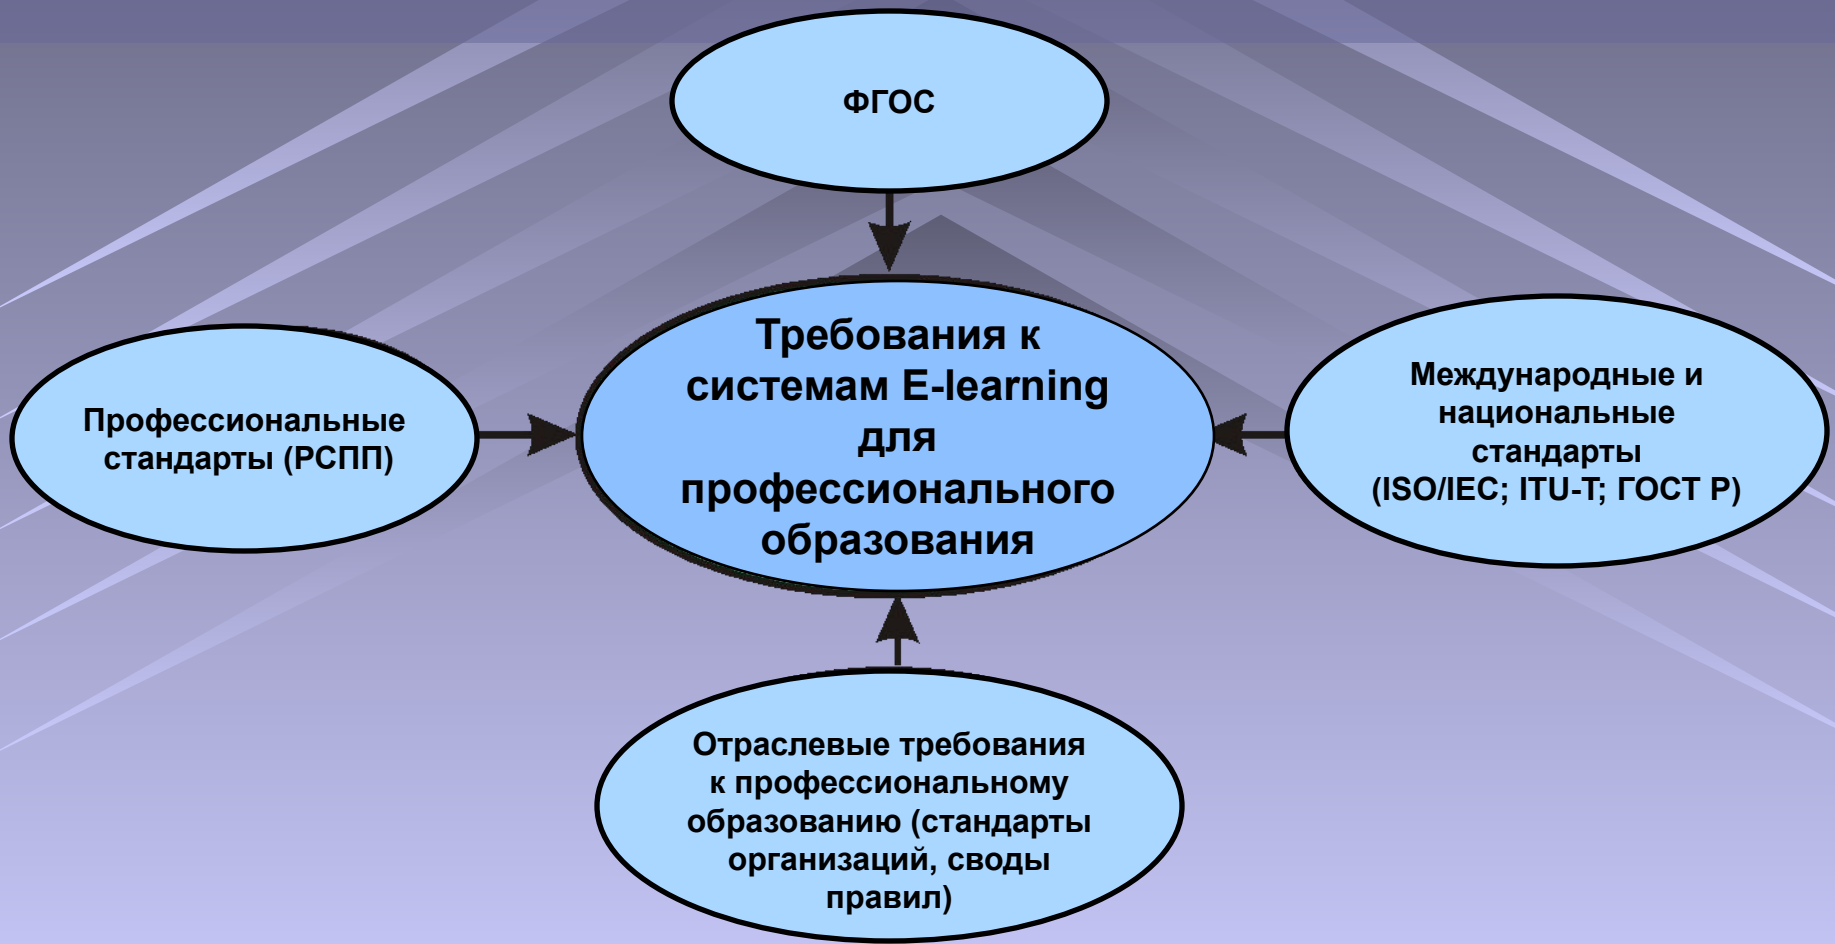 ФГОС
Требования к
системам E-learning
для
профессионального
образования
Профессиональные
стандарты (РСПП)
Международные и
национальные
стандарты
(ISO/IEC; ITU-T; ГОСТ Р)
Отраслевые требования
к профессиональному
образованию (стандарты
организаций, своды
правил)